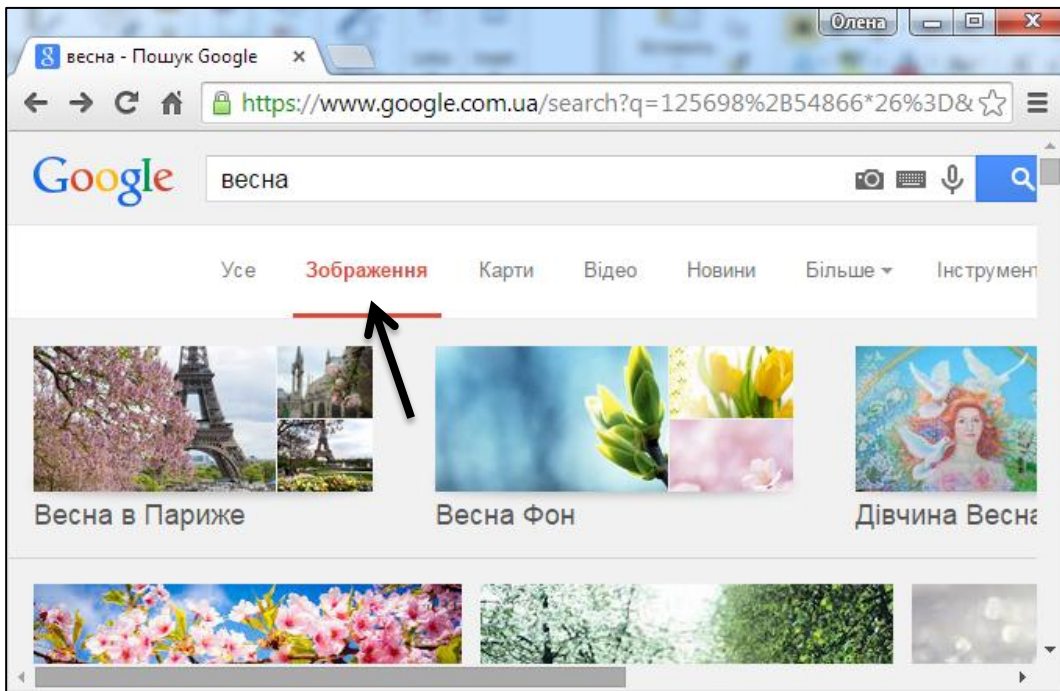 Олена
весна - Пошук Google
https://www.google.com.ua/search?q=125698%2B54866*26%3D&
Google
весна
Усе Зображення Карти Відео Новини Більше Інструмент
Весна в Париже Весна Фон Дівчина Весна